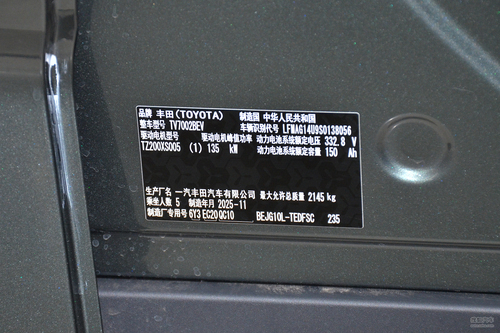 品牌 丰田(TOYOTA) 制造国 中华人民共和国
整车型号 TV7002BEV 车辆识别代号 LFMAG14U9S0138056
驱动电机型号 驱动电机峰值功率 动力电池系统额定电压 332.8 V
TZ200XS005 (1) 135 kW 动力电池系统额定容量 150 Ah
生产厂名 一汽丰田汽车有限公司 最大允许总质量 2145 kg
乘坐人数 5 制造年月 2025-11
制造厂专用号 6Y3 EC20 QC10 BEJG10L-TEDFSC 235